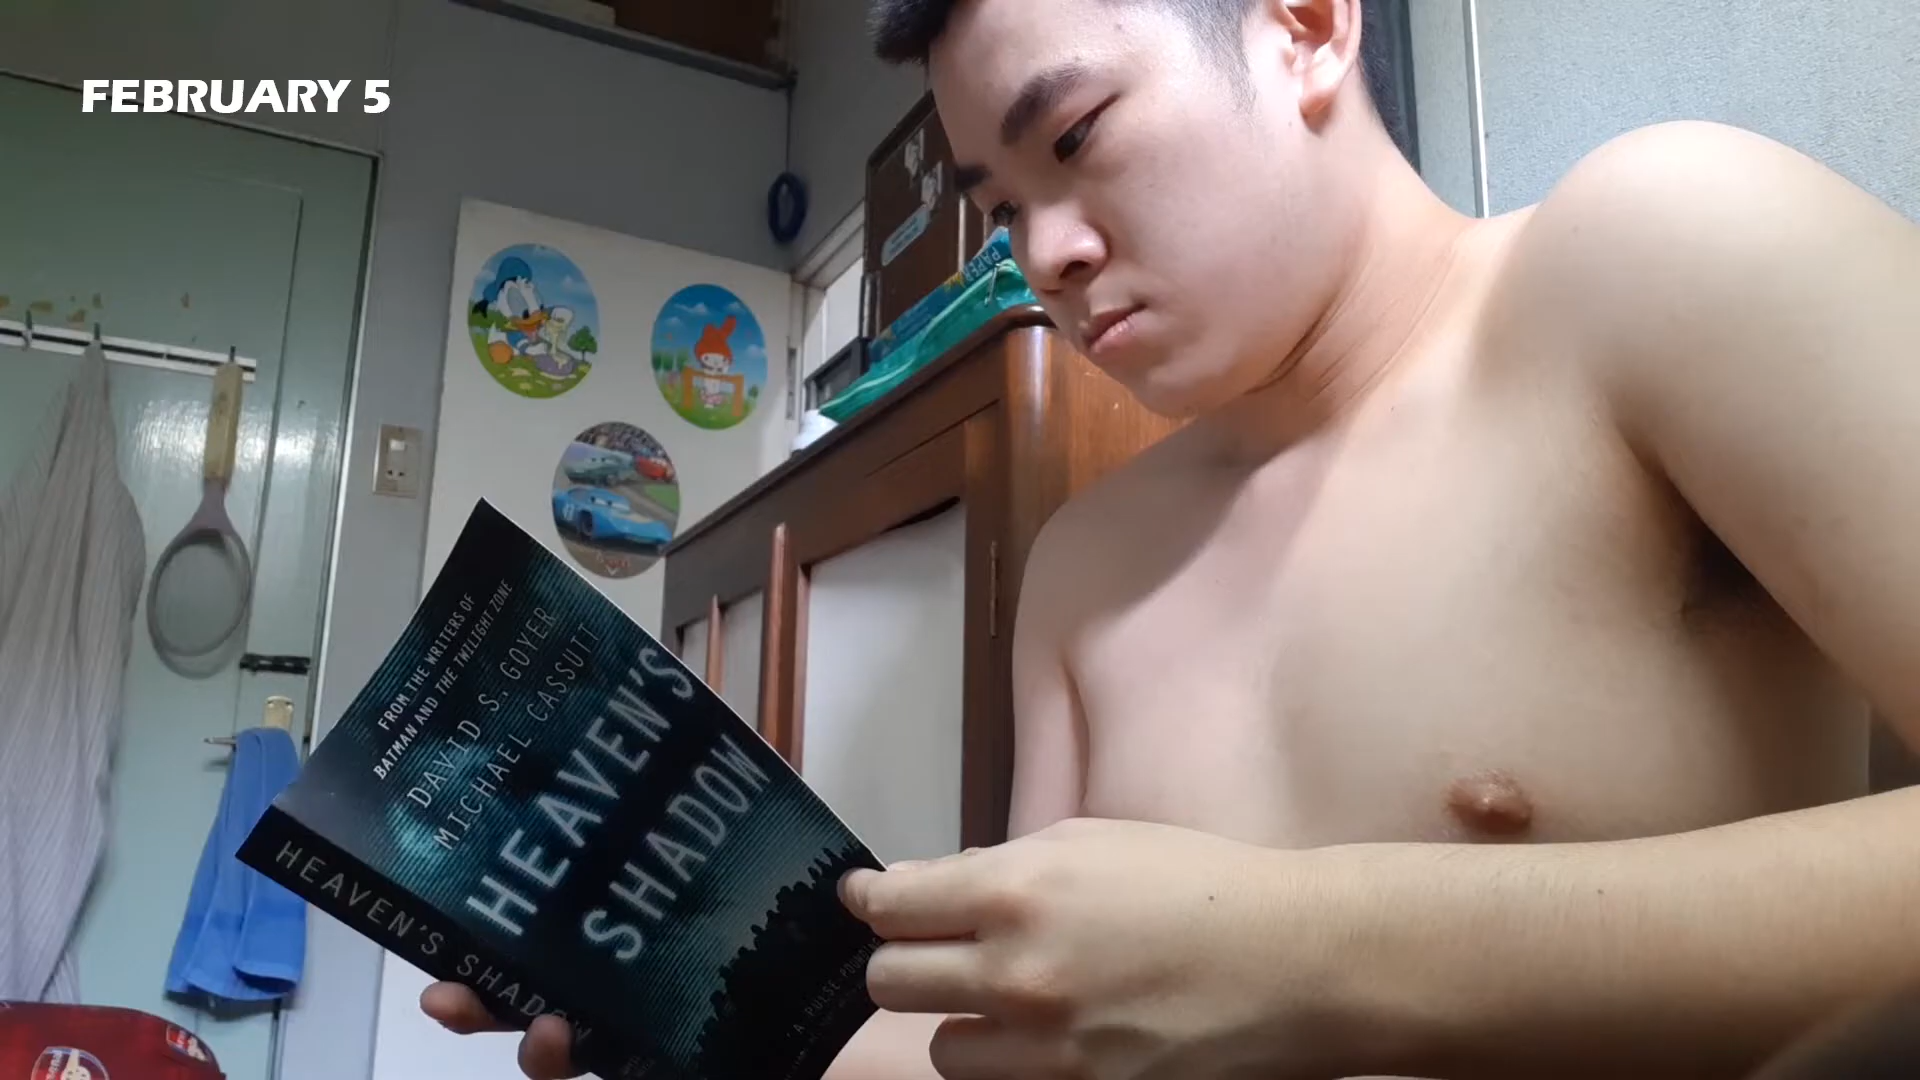 FEBRUARY 5
PAPER
FROM THE WRITERS OF
BATMAN AND THE TWILIGHT ZONE
DAVID S. GOYER
MICHAEL CASSUTT
HEAVEN'S
SHADOW
HEAVEN'S SHADOW
"A PULSE-POUNDING